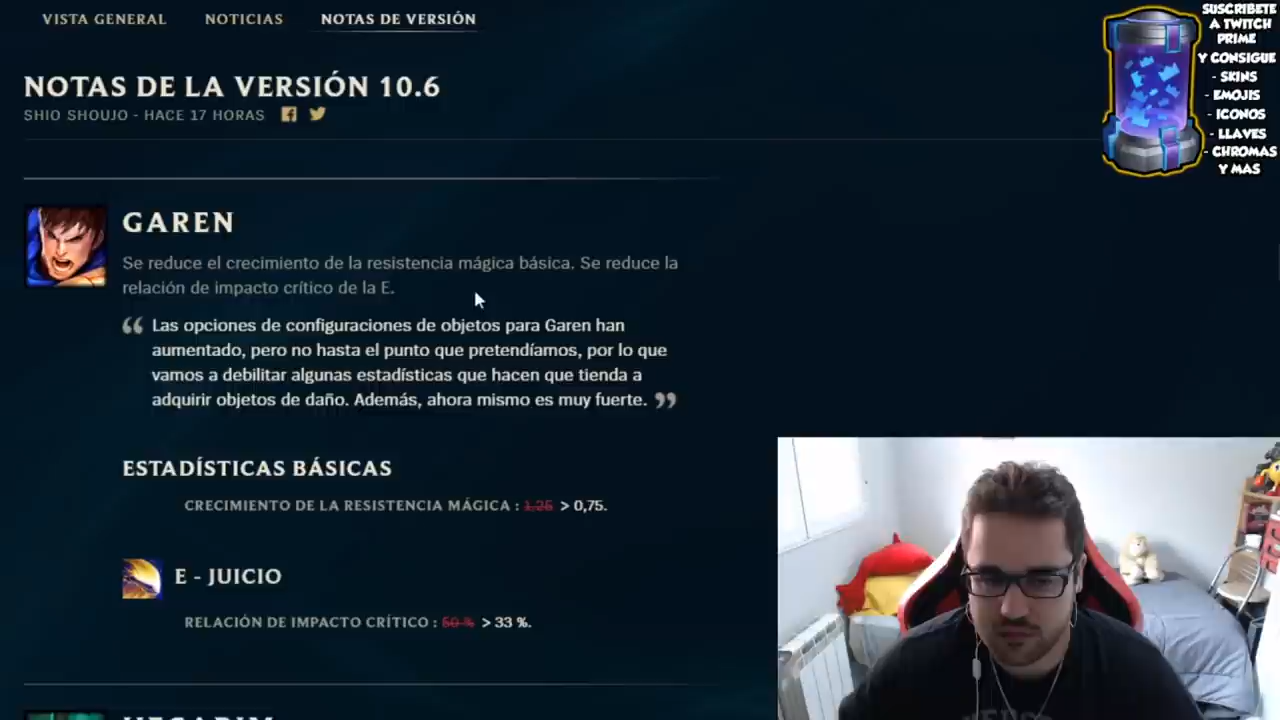 VISTA GENERAL NOTICIAS NOTAS DE VERSIÓN
NOTAS DE LA VERSIÓN 10.6
SHIO SHOUJO - HACE 17 HORAS
GAREN
Se reduce el crecimiento de la resistencia mágica básica. Se reduce la
relación de impacto crítico de la E.
“ Las opciones de configuraciones de objetos para Garen han
aumentado, pero no hasta el punto que pretendíamos, por lo que
vamos a debilitar algunas estadísticas que hacen que tienda a
adquirir objetos de daño. Además, ahora mismo es muy fuerte. ”
ESTADÍSTICAS BÁSICAS
CRECIMIENTO DE LA RESISTENCIA MÁGICA : 1,25 > 0,75.
E - JUICIO
RELACIÓN DE IMPACTO CRÍTICO : 50 % > 33 %.
HECARIM
SUSCRIBETE
A TWITCH
PRIME
Y CONSIGUE
- SKINS
- EMOJIS
- ICONOS
- LLAVES
- CHROMAS
Y MAS